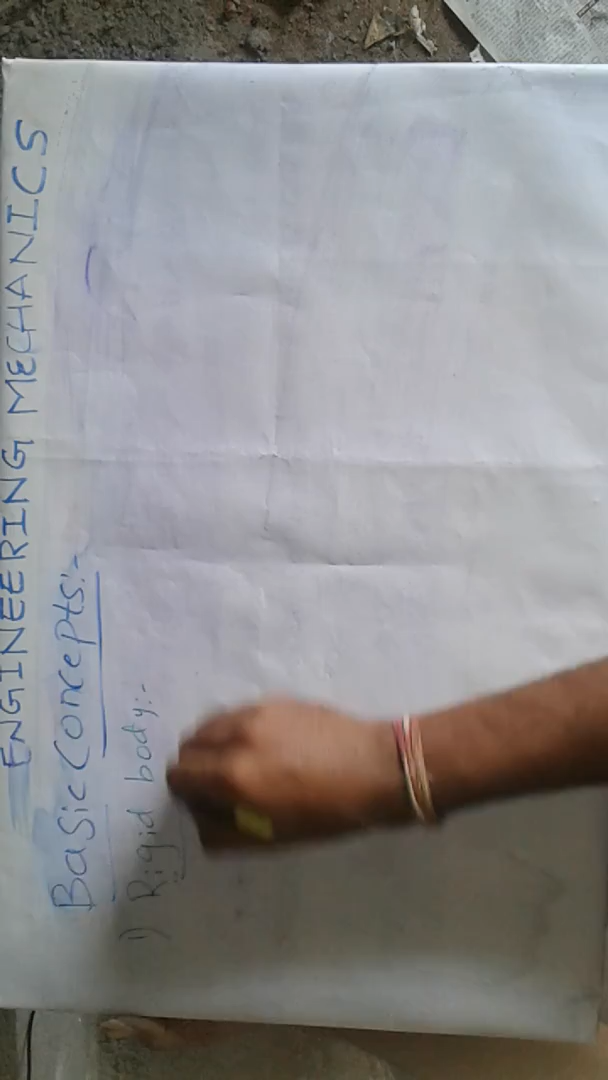 ENGINEERING MECHANICS
Basic Concepts:-
1) Rigid body:-